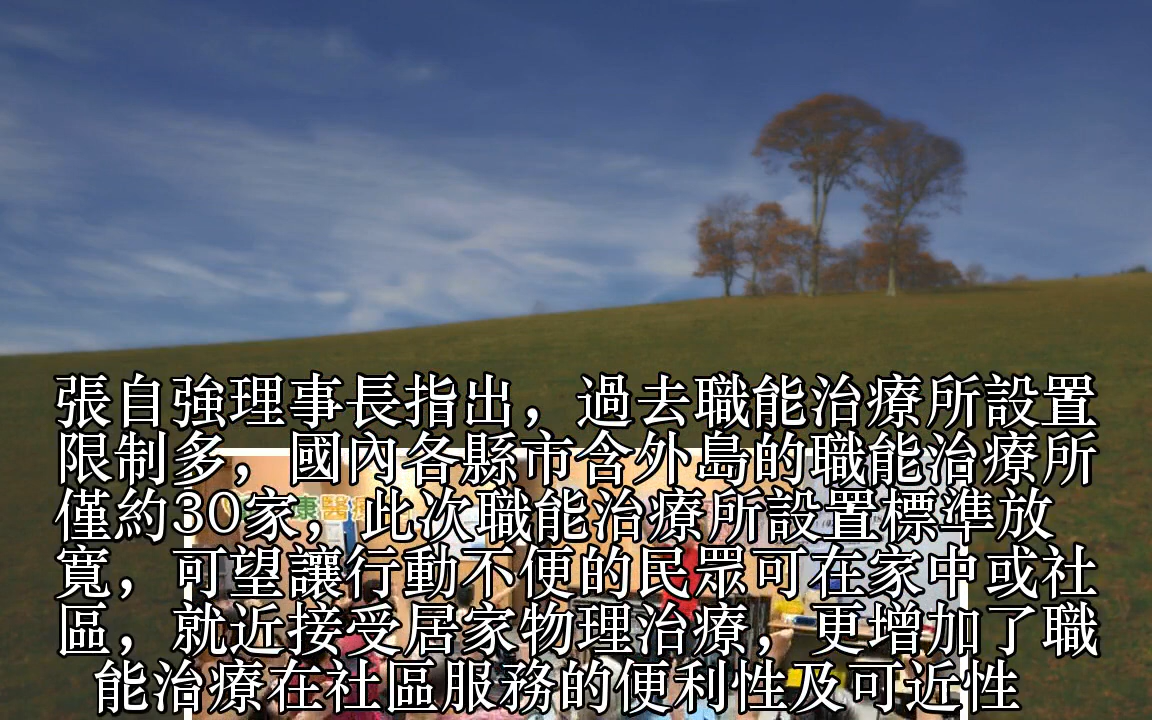 張自強理事長指出，過去職能治療所設置
限制多，國內各縣市含外島的職能治療所
僅約30家，此次職能治療所設置標準放
寬，可望讓行動不便的民眾可在家中或社
區，就近接受居家物理治療，更增加了職
能治療在社區服務的便利性及可近性